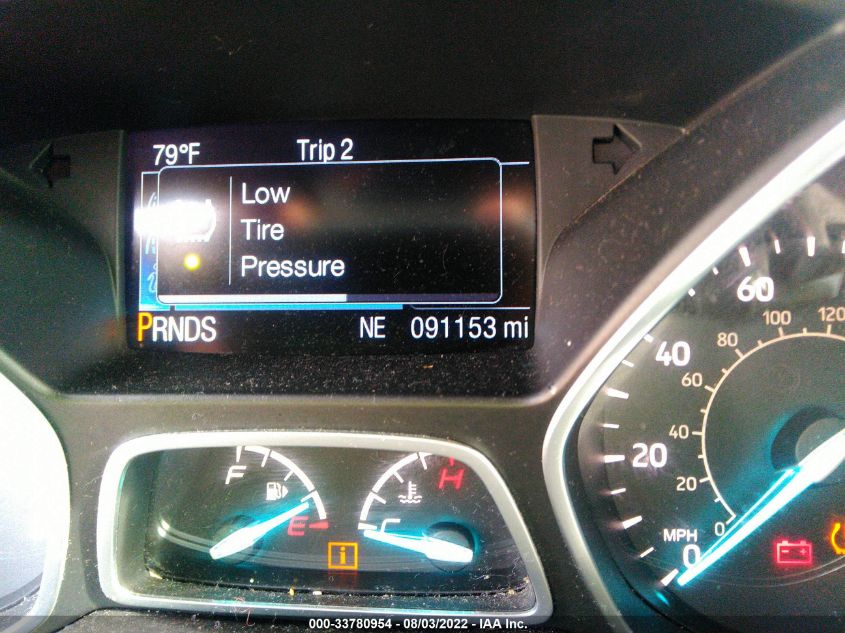 79°F Trip 2
Low
Tire
Pressure
PRNDS NE 091153 mi
F
E
i
H
C
60
40
20
0
MPH
120
100
80
60
40
20
0
000-33780954 - 08/03/2022 - IAA Inc.